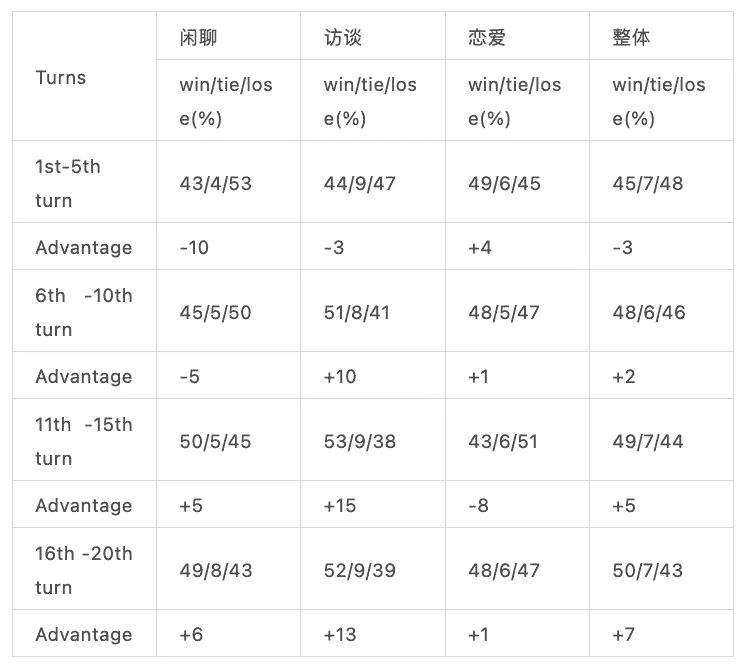 Turns
闲聊
访谈
恋爱
整体
win/tie/los
e(%)
win/tie/los
e(%)
win/tie/los
e(%)
win/tie/los
e(%)
1st-5th
turn
43/4/53
44/9/47
49/6/45
45/7/48
Advantage
-10
-3
+4
-3
6th -10th
turn
45/5/50
51/8/41
48/5/47
48/6/46
Advantage
-5
+10
+1
+2
11th -15th
turn
50/5/45
53/9/38
43/6/51
49/7/44
Advantage
+5
+15
-8
+5
16th -20th
turn
49/8/43
52/9/39
48/6/47
50/7/43
Advantage
+6
+13
+1
+7